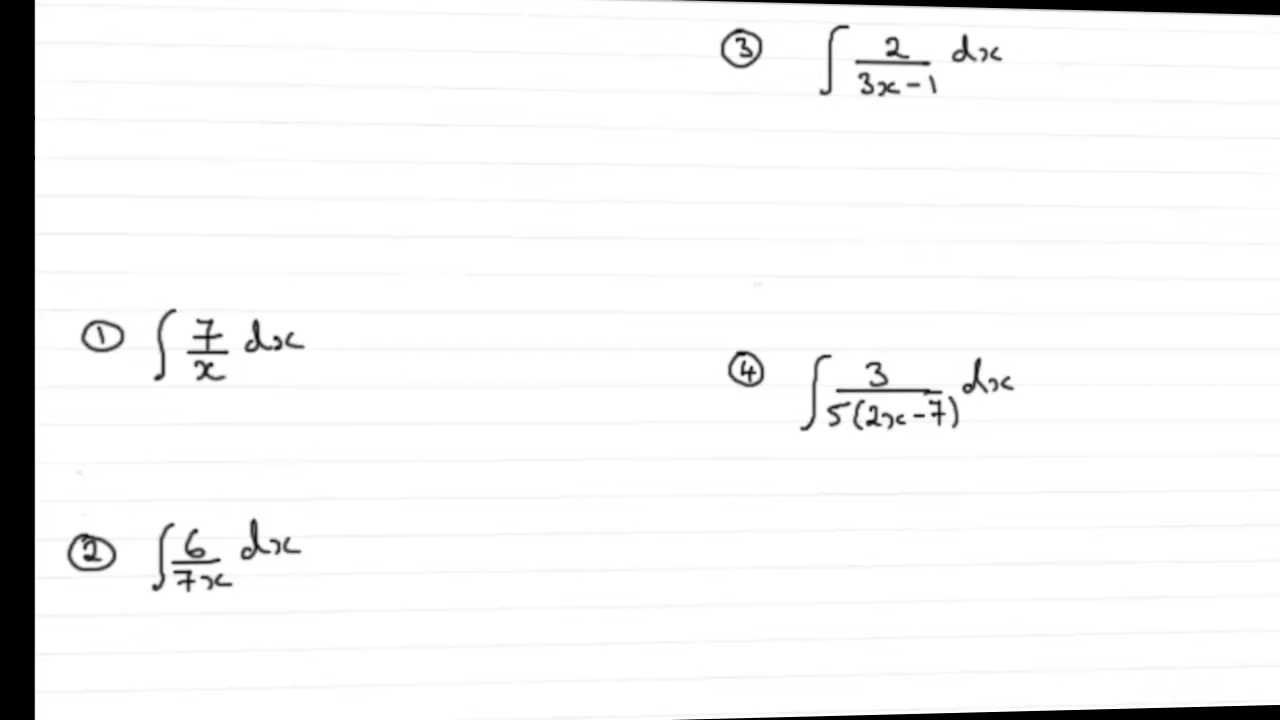 ① ∫ 7/x dx
② ∫ 6/7x dx
③ ∫ 2/3x-1 dx
④ ∫ 3/5(2x-7) dx